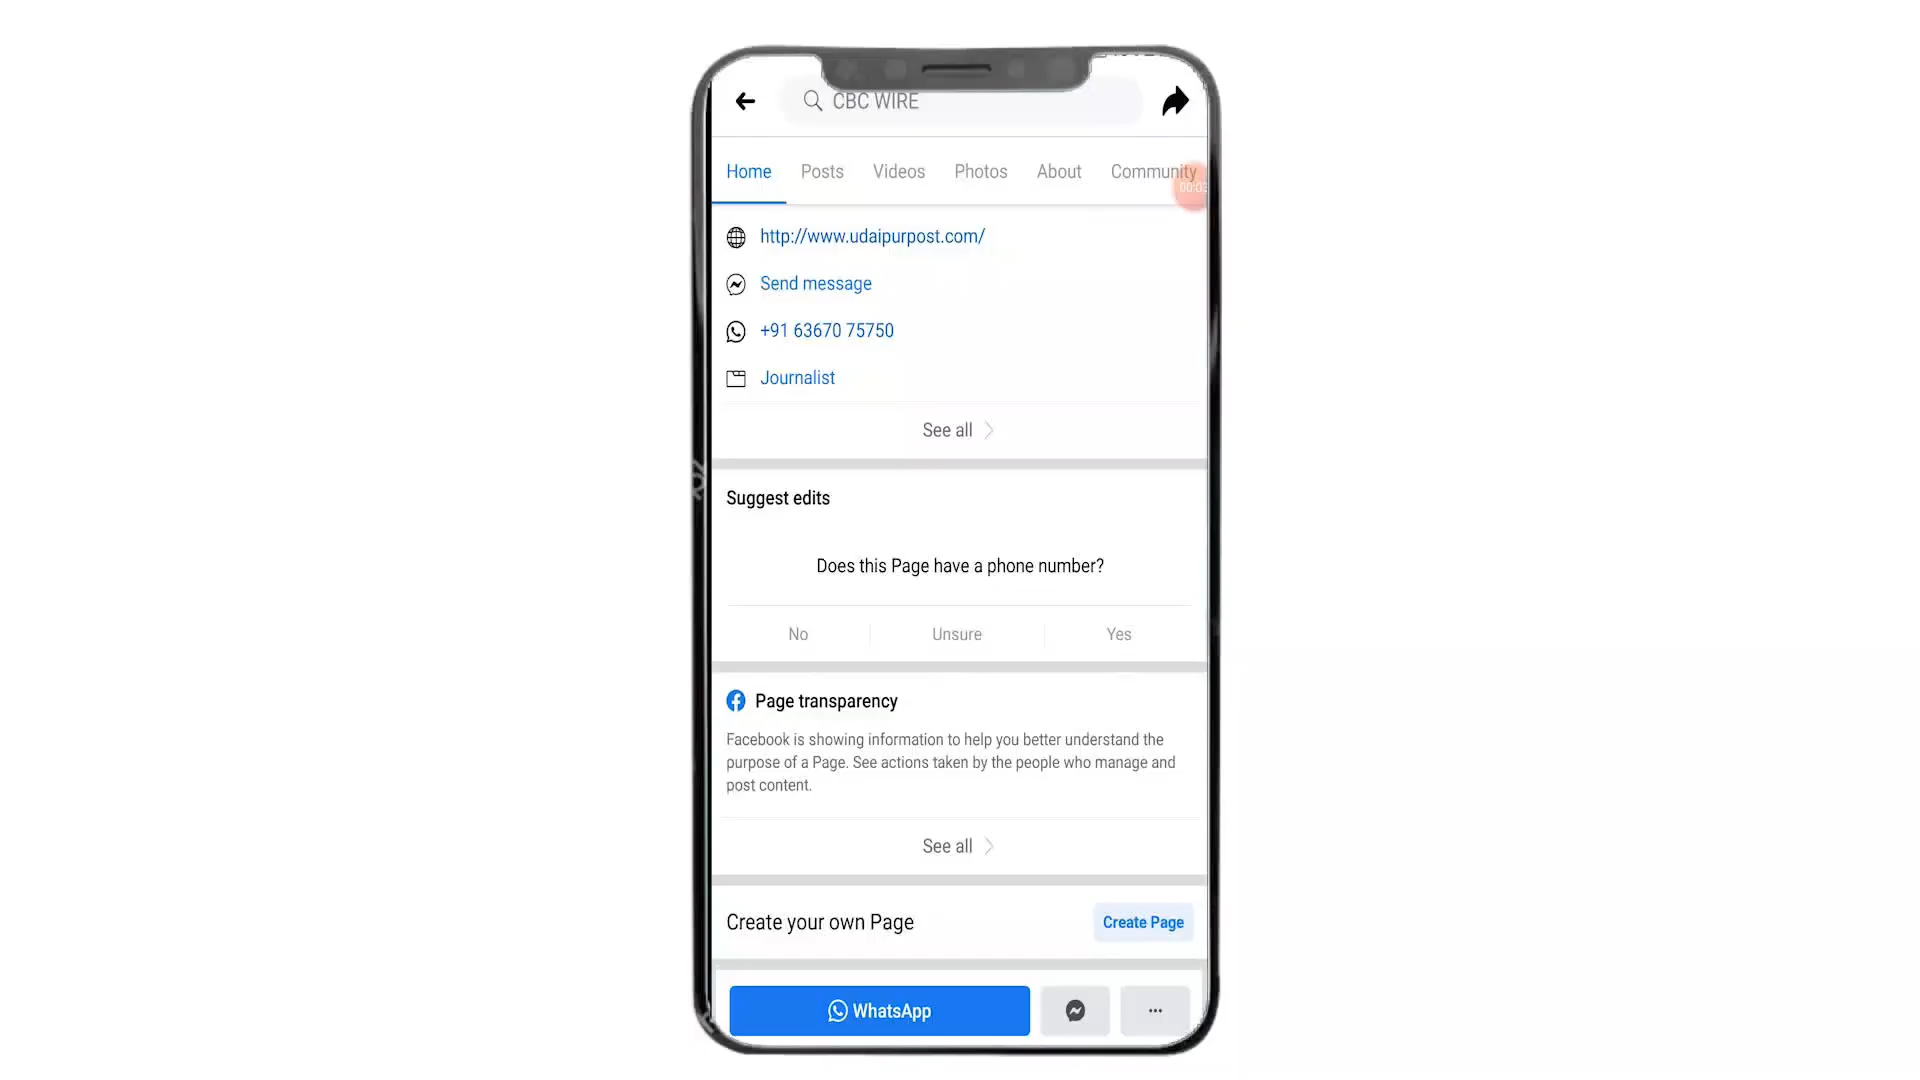 CBC WIRE
Home Posts Videos Photos About Community
00:03
http://www.udaipurpost.com/
Send message
+91 63670 75750
Journalist
See all
Suggest edits
Does this Page have a phone number?
No Unsure Yes
Page transparency
Facebook is showing information to help you better understand the
purpose of a Page. See actions taken by the people who manage and
post content.
See all
Create your own Page Create Page
WhatsApp